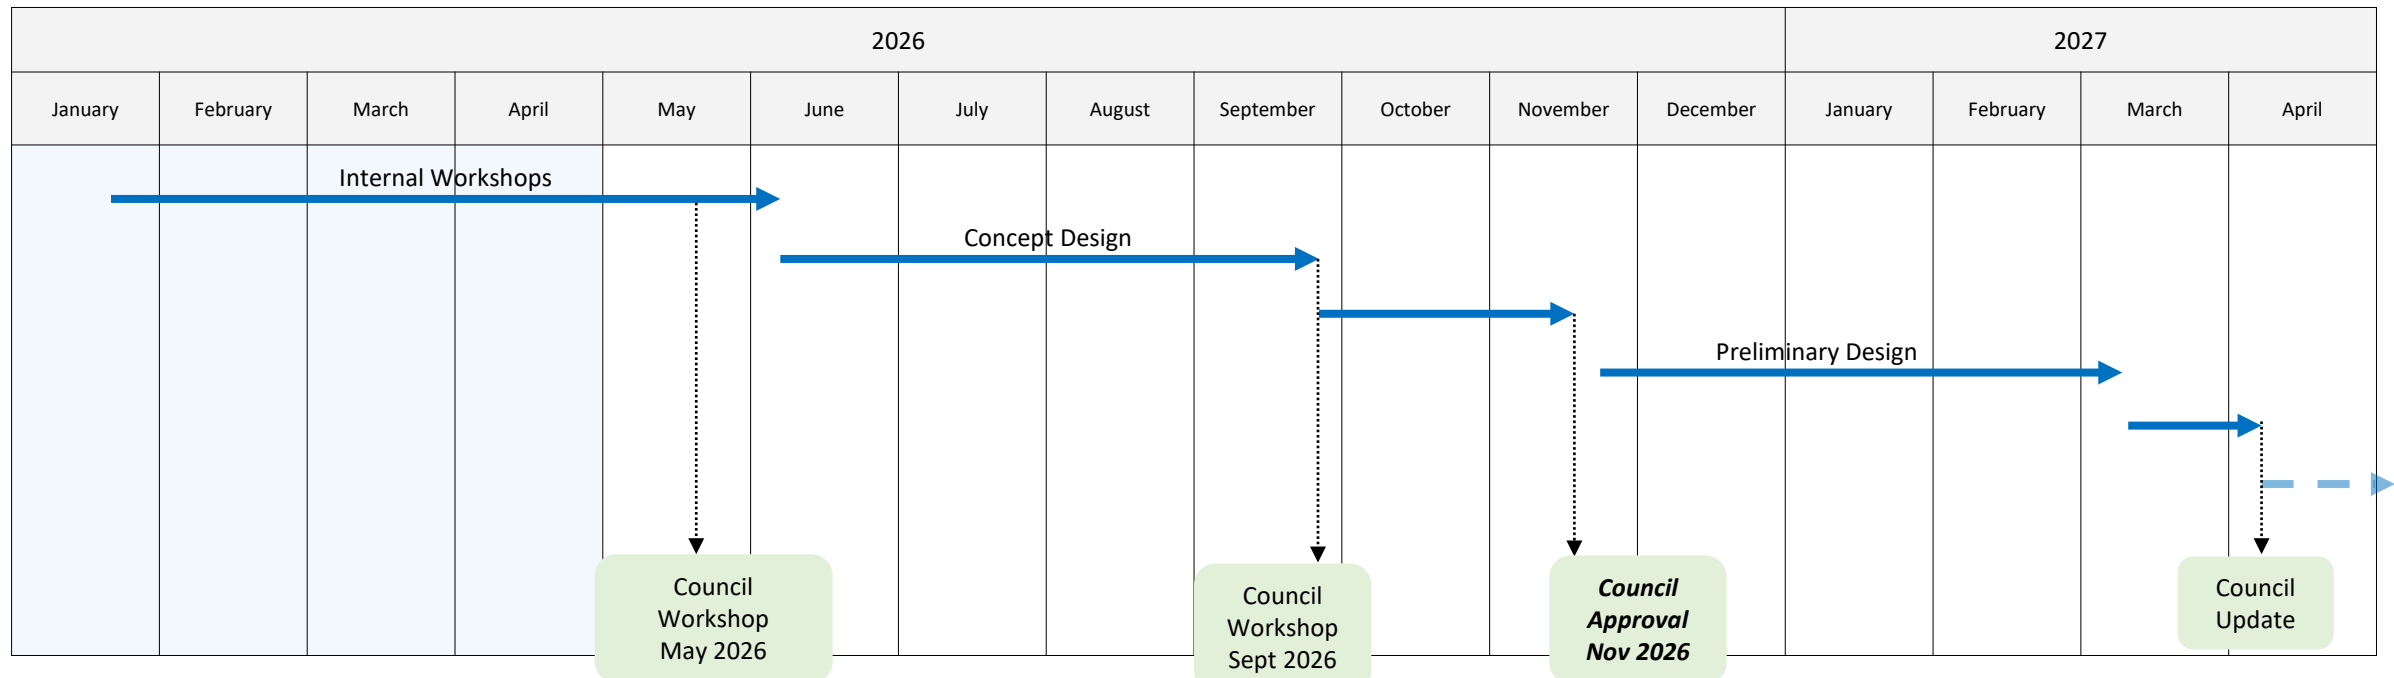 2026
2027
January
February
March
April
May
June
July
August
September
October
November
December
January
February
March
April
Internal Workshops
Concept Design
Preliminary Design
Council
Workshop
May 2026
Council
Workshop
Sept 2026
Council
Approval
Nov 2026
Council
Update